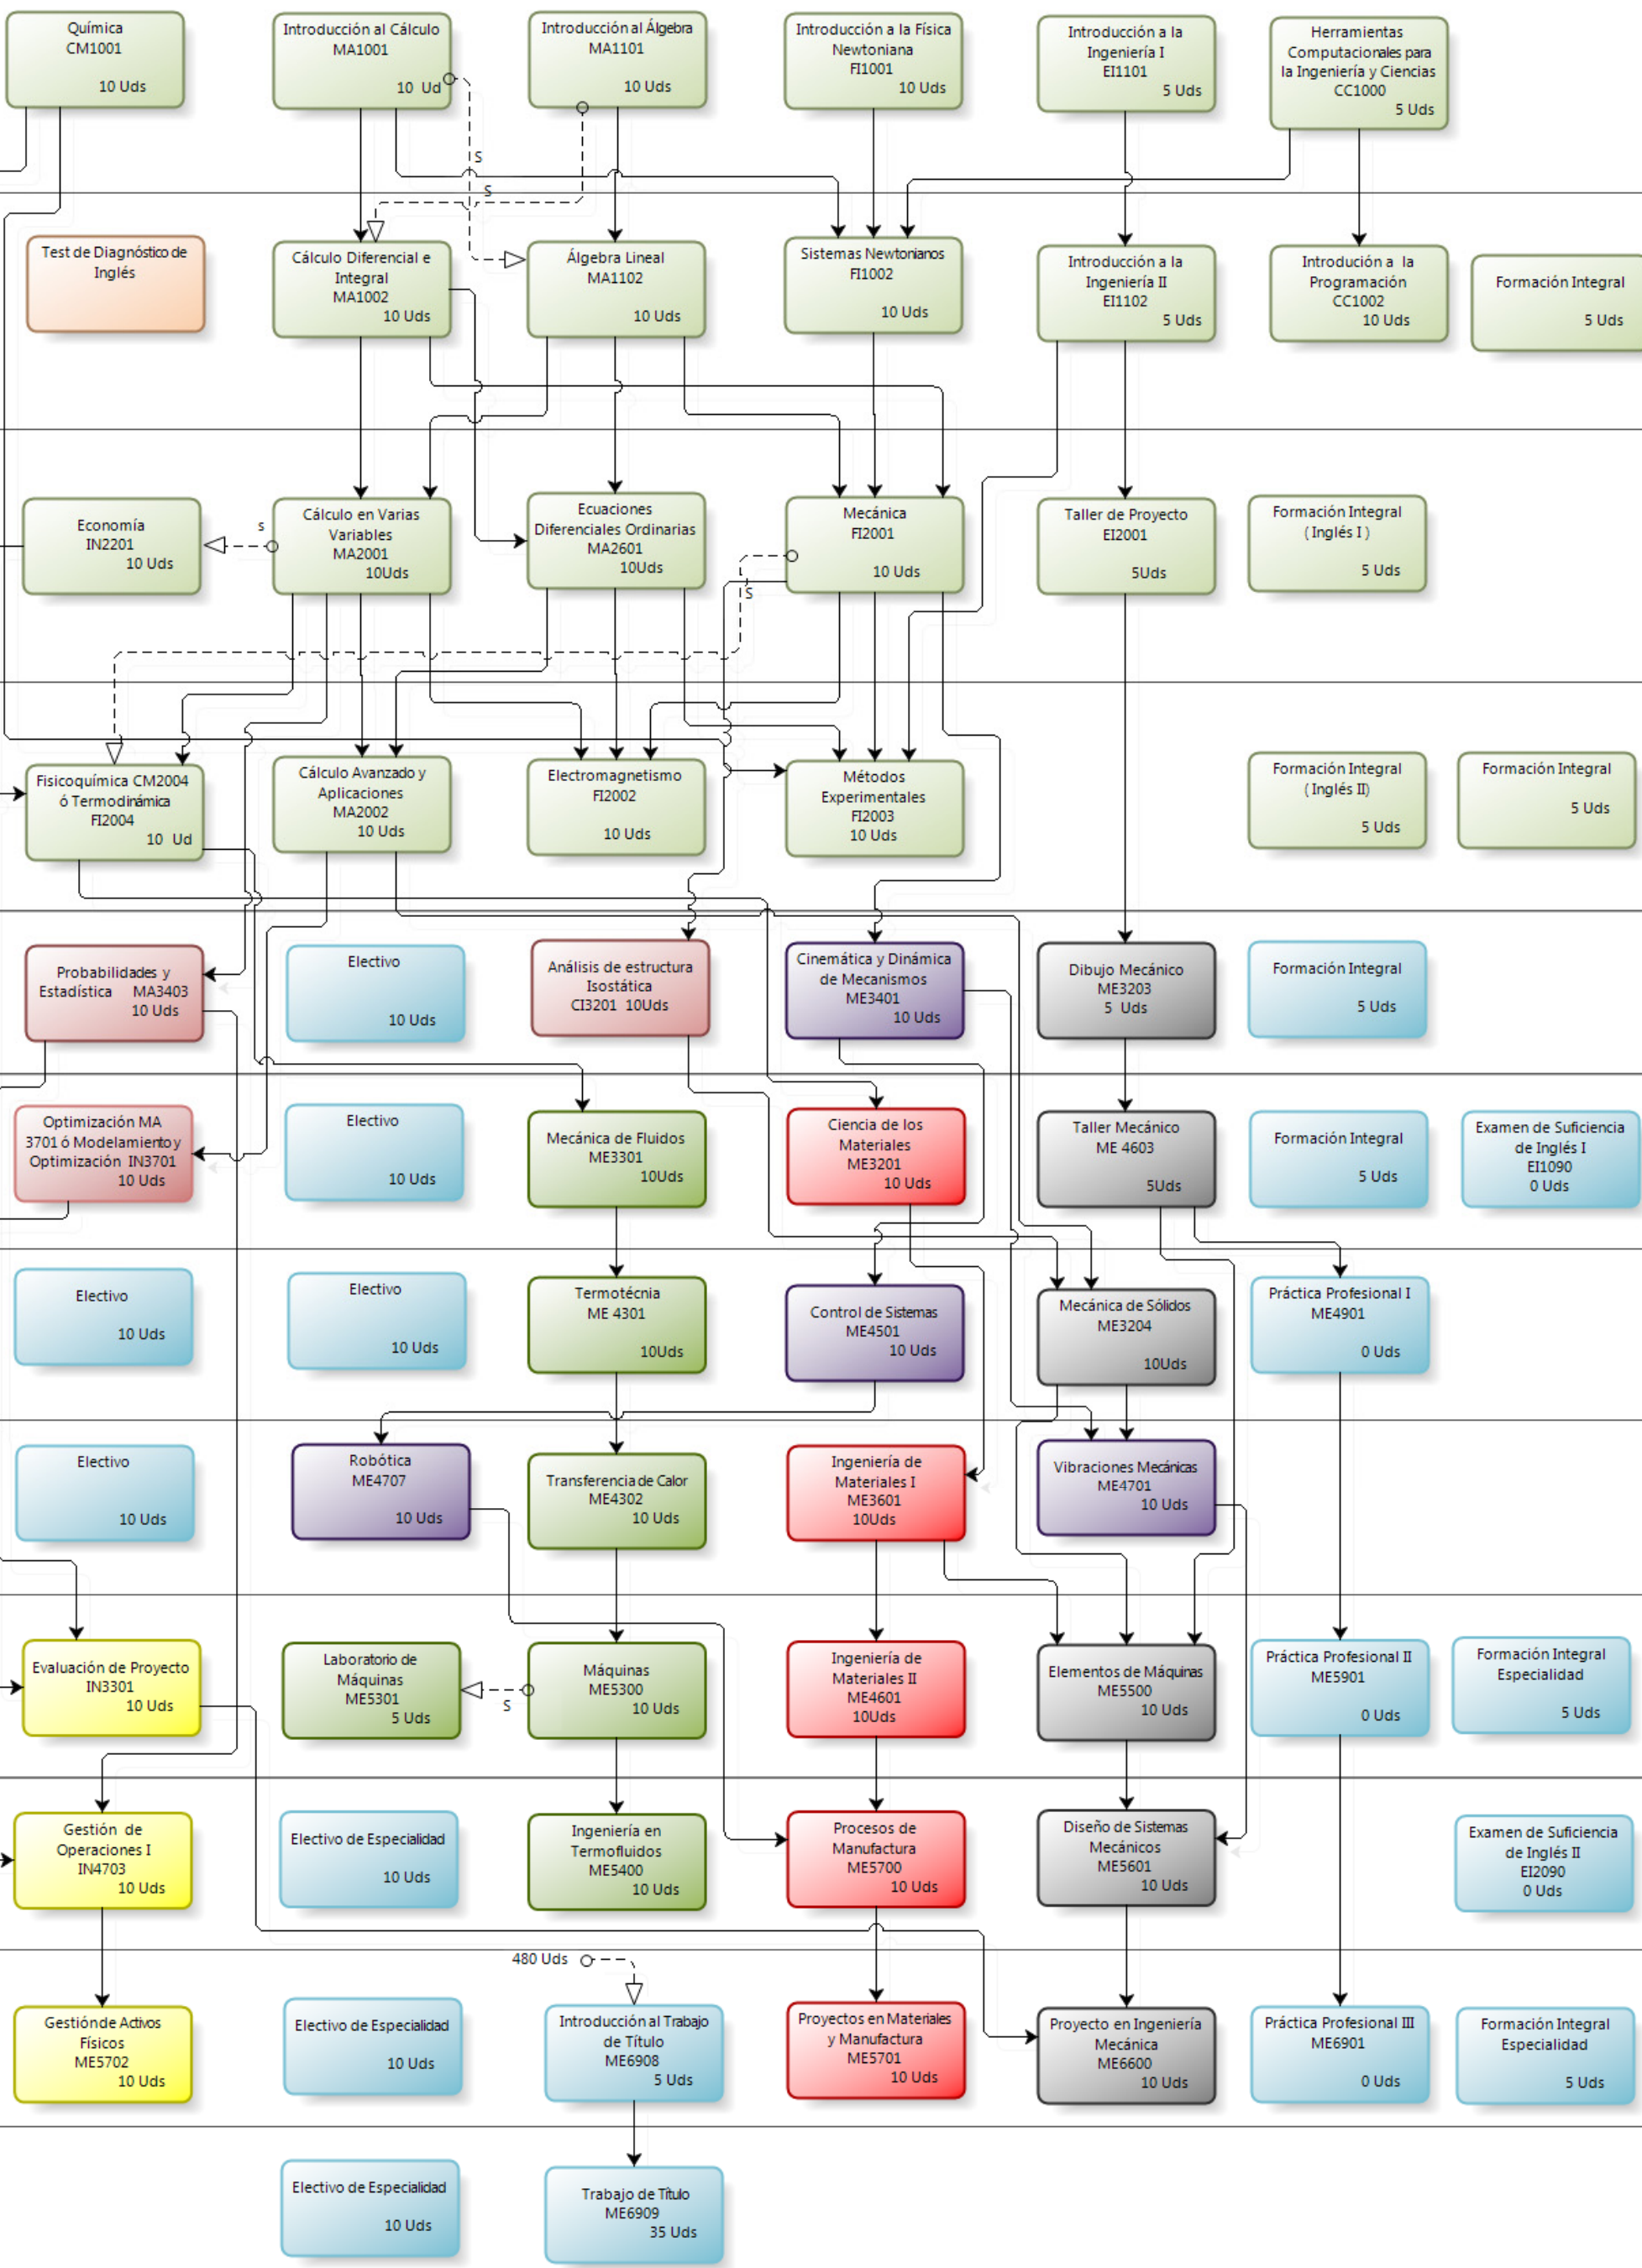 Química
CM1001
10 Uds
Introducción al Cálculo
MA1001
10 Ud
Introducción al Álgebra
MA1101
10 Uds
Introducción a la Física
Newtoniana
FI1001
10 Uds
Introducción a la
Ingeniería I
EI1101
5 Uds
Herramientas
Computacionales para
la Ingeniería y Ciencias
CC1000
5 Uds
S
S
Test de Diagnóstico de
Inglés
Cálculo Diferencial e
Integral
MA1002
10 Uds
Álgebra Lineal
MA1102
10 Uds
Sistemas Newtonianos
FI1002
10 Uds
Introducción a la
Ingeniería II
EI1102
5 Uds
Introdución a la
Programación
CC1002
10 Uds
Formación Integral
5 Uds
Economía
IN2201
10 Uds
s
Cálculo en Varias
Variables
MA2001
10Uds
Ecuaciones
Diferenciales Ordinarias
MA2601
10Uds
Mecánica
FI2001
10 Uds
S
Taller de Proyecto
EI2001
5Uds
Formación Integral
( Inglés I )
5 Uds
Fisicoquímica CM2004
ó Termodinámica
FI2004
10 Ud
Cálculo Avanzado y
Aplicaciones
MA2002
10 Uds
Electromagnetismo
FI2002
10 Uds
Métodos
Experimentales
FI2003
10 Uds
Formación Integral
( Inglés II)
5 Uds
Formación Integral
5 Uds
Probabilidades y
Estadística MA3403
10 Uds
Electivo
10 Uds
Análisis de estructura
Isostática
CI3201 10Uds
Cinemática y Dinámica
de Mecanismos
ME3401
10 Uds
Dibujo Mecánico
ME3203
5 Uds
Formación Integral
5 Uds
Optimización MA
3701 ó Modelamiento y
Optimización IN3701
10 Uds
Electivo
10 Uds
Mecánica de Fluidos
ME3301
10Uds
Ciencia de los
Materiales
ME3201
10 Uds
Taller Mecánico
ME 4603
5Uds
Formación Integral
5 Uds
Examen de Suficiencia
de Inglés I
EI1090
0 Uds
Electivo
10 Uds
Electivo
10 Uds
Termotécnia
ME 4301
10Uds
Control de Sistemas
ME4501
10 Uds
Mecánica de Sólidos
ME3204
10Uds
Práctica Profesional I
ME4901
0 Uds
Electivo
10 Uds
Robótica
ME4707
10 Uds
Transferencia de Calor
ME4302
10 Uds
Ingeniería de
Materiales I
ME3601
10Uds
Vibraciones Mecánicas
ME4701
10 Uds
Evaluación de Proyecto
IN3301
10 Uds
Laboratorio de
Máquinas
ME5301
5 Uds
S
Máquinas
ME5300
10 Uds
Ingeniería de
Materiales II
ME4601
10Uds
Elementos de Máquinas
ME5500
10 Uds
Práctica Profesional II
ME5901
0 Uds
Formación Integral
Especialidad
5 Uds
Gestión de
Operaciones I
IN4703
10 Uds
Electivo de Especialidad
10 Uds
Ingeniería en
Termofluidos
ME5400
10 Uds
Procesos de
Manufactura
ME5700
10 Uds
Diseño de Sistemas
Mecánicos
ME5601
10 Uds
Examen de Suficiencia
de Inglés II
EI2090
0 Uds
480 Uds
Gestión de Activos
Físicos
ME5702
10 Uds
Electivo de Especialidad
10 Uds
Introducción al Trabajo
de Título
ME6908
5 Uds
Proyectos en Materiales
y Manufactura
ME5701
10 Uds
Proyecto en Ingeniería
Mecánica
ME6600
10 Uds
Práctica Profesional III
ME6901
0 Uds
Formación Integral
Especialidad
5 Uds
Electivo de Especialidad
10 Uds
Trabajo de Título
ME6909
35 Uds